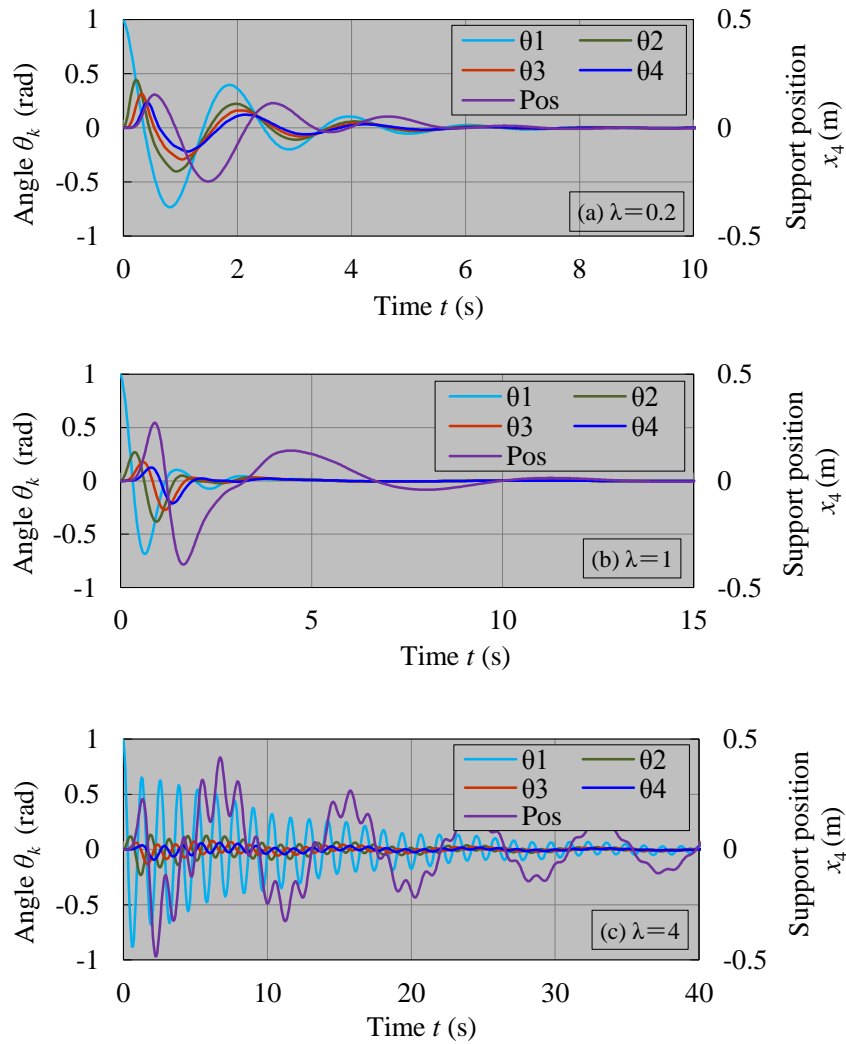 1
0.5
0
-0.5
-1
Angle θk (rad)
θ1 θ2
θ3 θ4
Pos
(a) λ＝0.2
0.5
0
-0.5
Support position
x4 (m)
0 2 4 6 8 10
Time t (s)
1
0.5
0
-0.5
-1
Angle θk (rad)
θ1 θ2
θ3 θ4
Pos
(b) λ＝1
0.5
0
-0.5
Support position
x4 (m)
0 5 10 15
Time t (s)
1
0.5
0
-0.5
-1
Angle θk (rad)
θ1 θ2
θ3 θ4
Pos
(c) λ＝4
0.5
0
-0.5
Support position
x4 (m)
0 10 20 30 40
Time t (s)